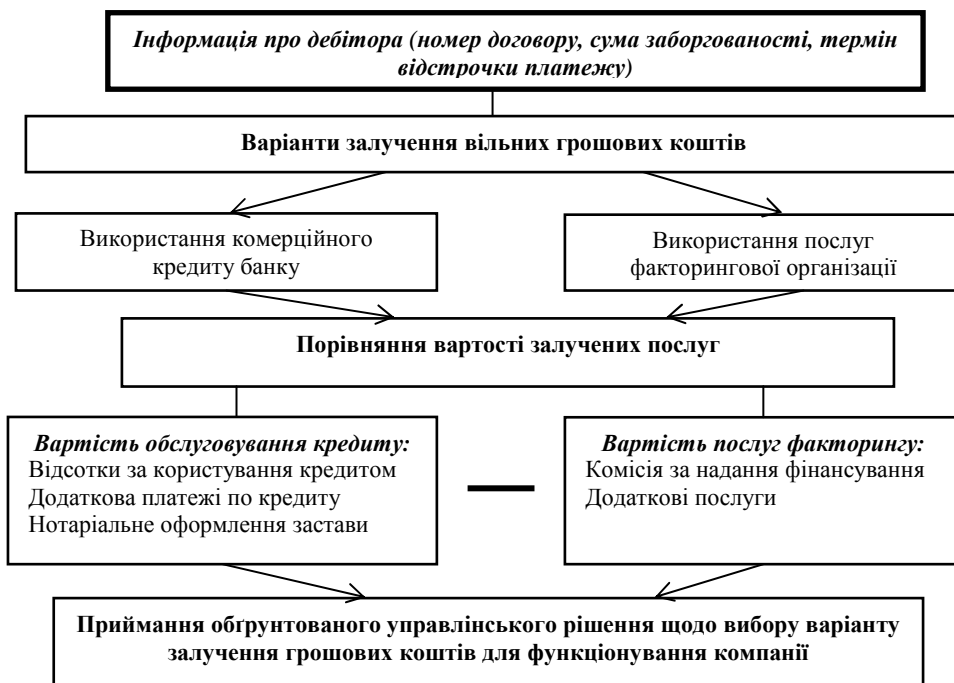 Інформація про дебітора (номер договору, сума заборгованості, термін
відстрочки платежу)
Варіанти залучення вільних грошових коштів
Використання комерційного
кредиту банку
Використання послуг
факторингової організації
Порівняння вартості залучених послуг
Вартість обслуговування кредиту:
Відсотки за користування кредитом
Додаткова платежі по кредиту
Нотаріальне оформлення застави
Вартість послуг факторингу:
Комісія за надання фінансування
Додаткові послуги
Приймання обґрунтованого управлінського рішення щодо вибору варіанту
залучення грошових коштів для функціонування компанії